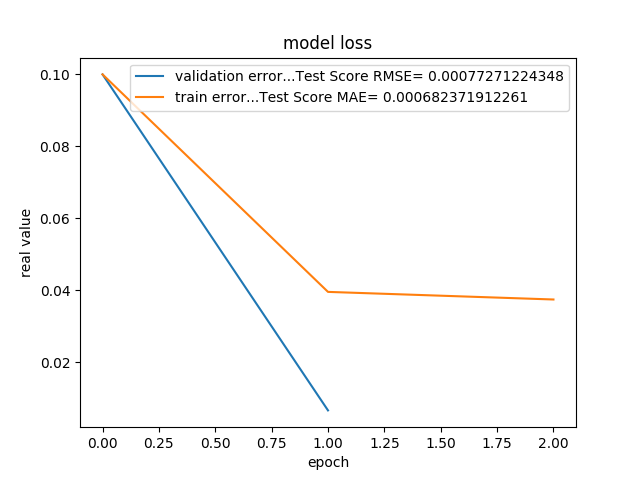 model loss
validation error...Test Score RMSE= 0.00077271224348
train error...Test Score MAE= 0.000682371912261
0.10
0.08
0.06
0.04
0.02
real value
0.00 0.25 0.50 0.75 1.00 1.25 1.50 1.75 2.00
epoch